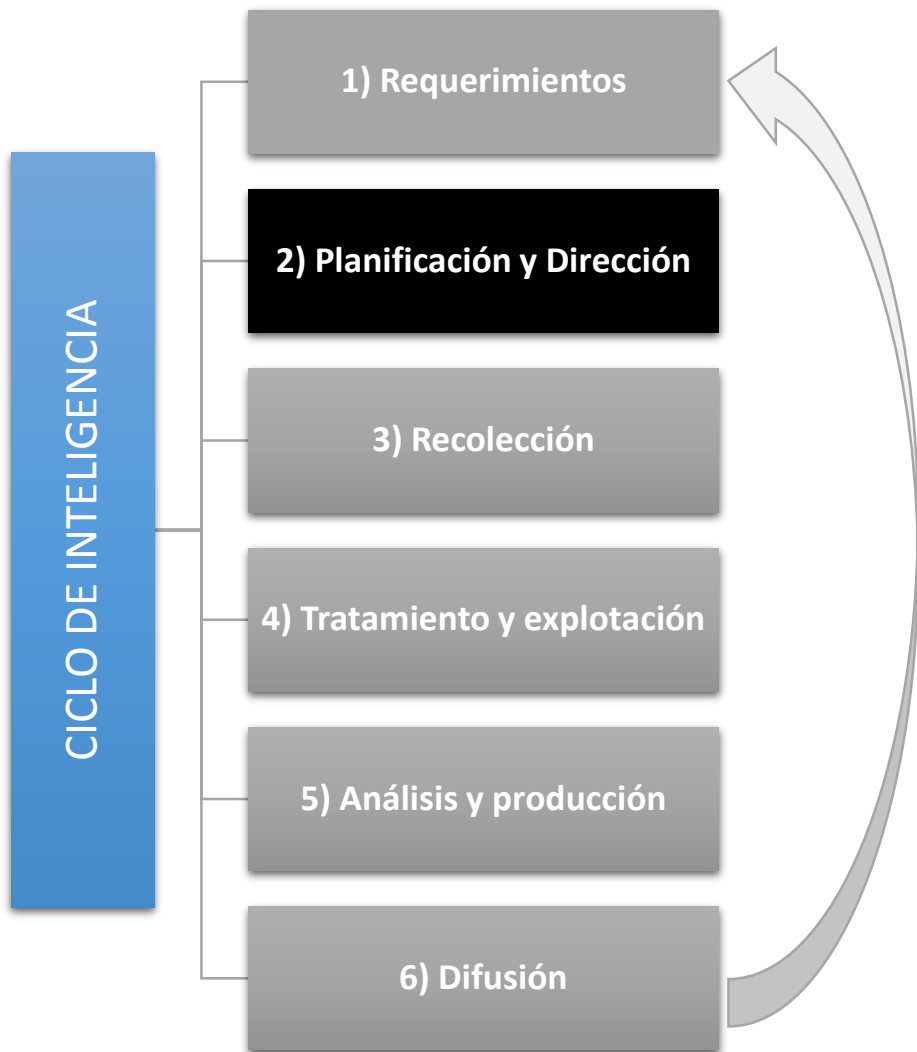 CICLO DE INTELIGENCIA
1) Requerimientos
2) Planificación y Dirección
3) Recolección
4) Tratamiento y explotación
5) Análisis y producción
6) Difusión